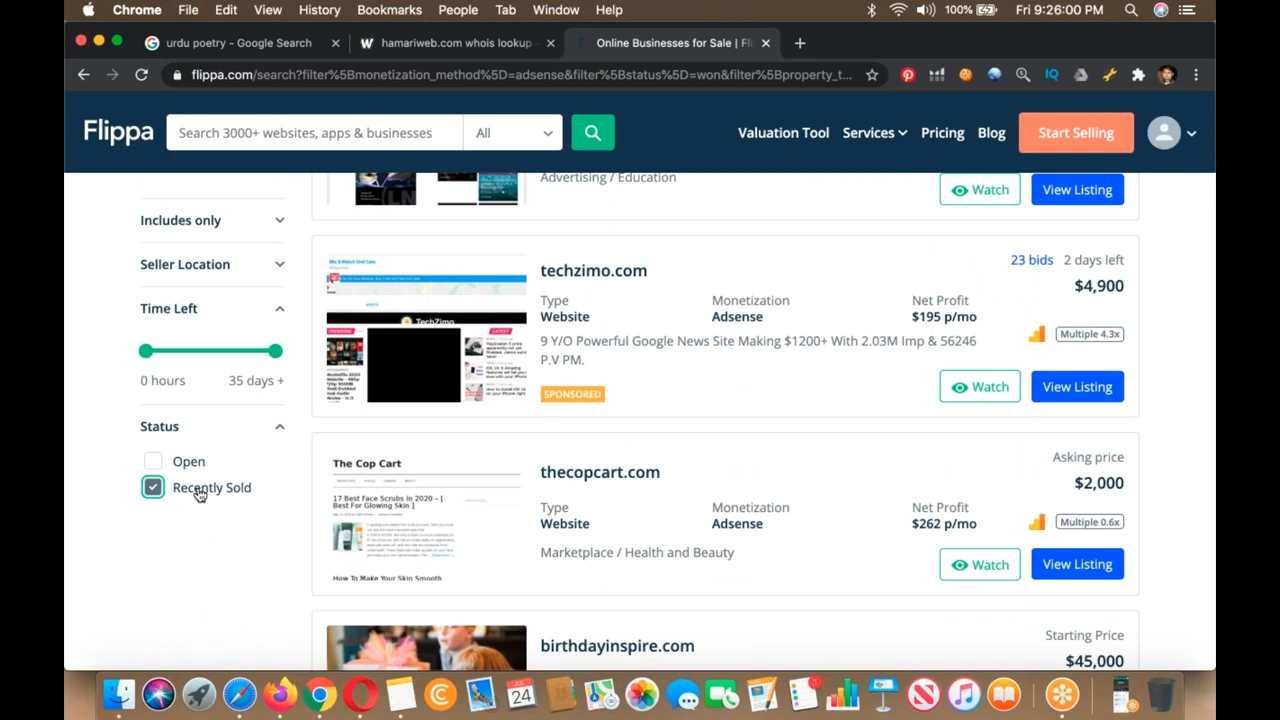 Chrome File Edit View History Bookmarks People Tab Window Help 100% Fri 9:26:00 PM
urdu poetry - Google Search hamariweb.com whois lookup Online Businesses for Sale | Fl
flippa.com/search?filter%5Bmonetization_method%5D=adsense&filter%5Bstatus%5D=won&filter%5Bproperty_t...
Flippa Search 3000+ websites, apps & businesses All Valuation Tool Services Pricing Blog Start Selling
Advertising / Education
Watch View Listing
Includes only
Seller Location
Time Left
0 hours 35 days +
Status
Open
Recently Sold
techzimo.com 23 bids 2 days left
$4,900
Type Monetization Net Profit
Website Adsense $195 p/mo
Multiple 4.3x
9 Y/O Powerful Google News Site Making $1200+ With 2.03M Imp & 56246
P.V PM.
SPONSORED Watch View Listing
TechZimo
TRENDING LATEST
The Cop Cart
17 Best Face Scrubs in 2020 – [
Best For Glowing Skin ]
How To Make Your Skin Smooth
thecopcart.com Asking price
$2,000
Type Monetization Net Profit
Website Adsense $262 p/mo
Multiple 0.6x
Marketplace / Health and Beauty
Watch View Listing
birthdayinspire.com Starting Price
$45,000
JUL
24
1